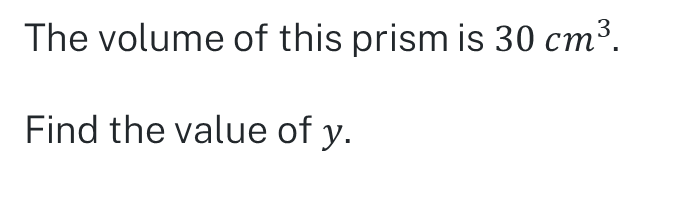 The volume of this prism is 30 cm³.
Find the value of y.